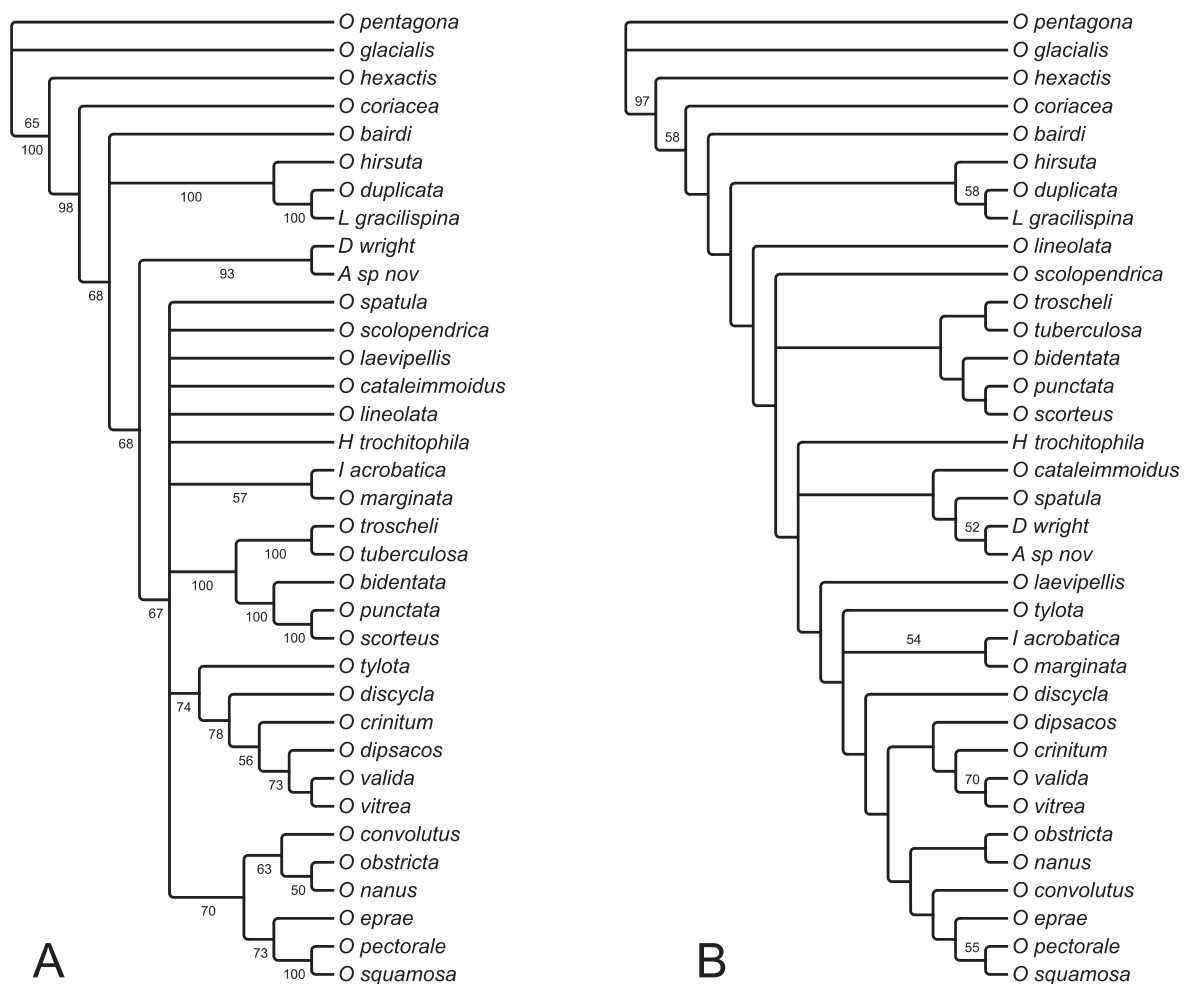 O pentagona
O glacialis
O hexactis
65
O coriacea
100
O bairdi
O hirsuta
100
O duplicata
98
100
L gracilispina
D wright
93
A sp nov
68
O spatula
O scolopendrica
O laevipellis
O cataleimmoidus
O lineolata
68
H trochitophila
I acrobatica
57
O marginata
O troscheli
100
O tuberculosa
100
O bidentata
67
100
O punctata
100
O scorteus
O tylota
74
O discycla
78
O crinitum
56
O dipsacos
73
O valida
O vitrea
O convolutus
63
O obstricta
50
O nanus
70
O eprae
73
O pectorale
100
O squamosa
A
O pentagona
O glacialis
O hexactis
97
O coriacea
58
O bairdi
O hirsuta
58
O duplicata
L gracilispina
O lineolata
O scolopendrica
O troscheli
O tuberculosa
O bidentata
O punctata
O scorteus
H trochitophila
O cataleimmoidus
O spatula
52
D wright
A sp nov
O laevipellis
O tylota
54
I acrobatica
O marginata
O discycla
O dipsacos
O crinitum
70
O valida
O vitrea
O obstricta
O nanus
O convolutus
O eprae
55
O pectorale
O squamosa
B